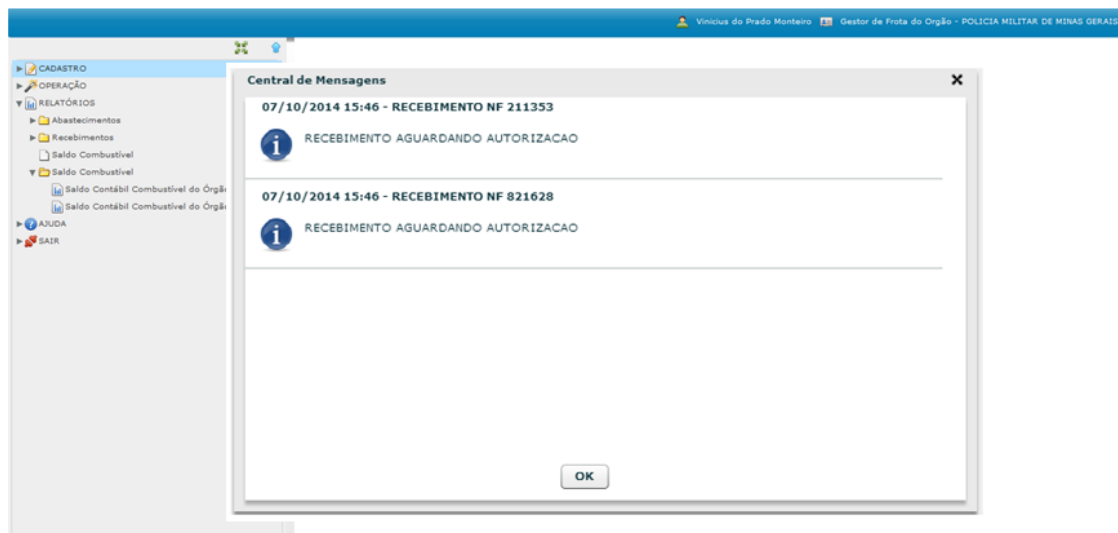 Vinicius do Prado Monteiro Gestor de Frota do Orgão - POLICIA MILITAR DE MINAS GERAIS
CADASTRO
OPERAÇÃO
RELATÓRIOS
Abastecimentos
Recebimentos
Saldo Combustível
Saldo Combustível
Saldo Contábil Combustível do Órgão
Saldo Contábil Combustível do Órgão
AJUDA
SAIR
Central de Mensagens
07/10/2014 15:46 - RECEBIMENTO NF 211353
RECEBIMENTO AGUARDANDO AUTORIZACAO
07/10/2014 15:46 - RECEBIMENTO NF 821628
RECEBIMENTO AGUARDANDO AUTORIZACAO
OK